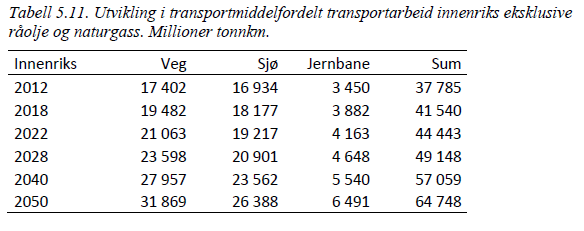 Tabell 5.11. Utvikling i transportmiddelfordelt transportarbeid innenriks eksklusive
råolje og naturgass. Millioner tonnkm.
Innenriks Veg Sjø Jernbane Sum
2012 17 402 16 934 3 450 37 785
2018 19 482 18 177 3 882 41 540
2022 21 063 19 217 4 163 44 443
2028 23 598 20 901 4 648 49 148
2040 27 957 23 562 5 540 57 059
2050 31 869 26 388 6 491 64 748